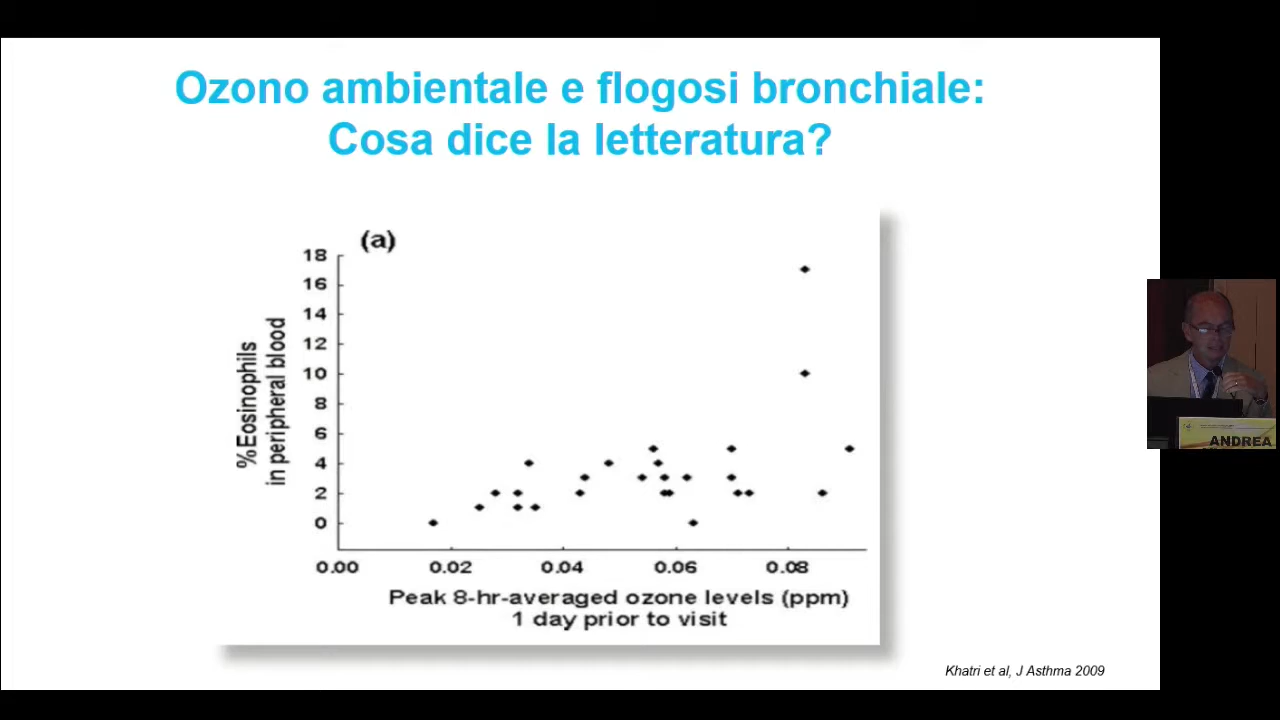 Ozono ambientale e flogosi bronchiale:
Cosa dice la letteratura?
(a)
18
16
14
12
10
8
6
4
2
0
%Eosinophils
in peripheral blood
0.00 0.02 0.04 0.06 0.08
Peak 8-hr-averaged ozone levels (ppm)
1 day prior to visit
Khatri et al, J Asthma 2009
ANDREA